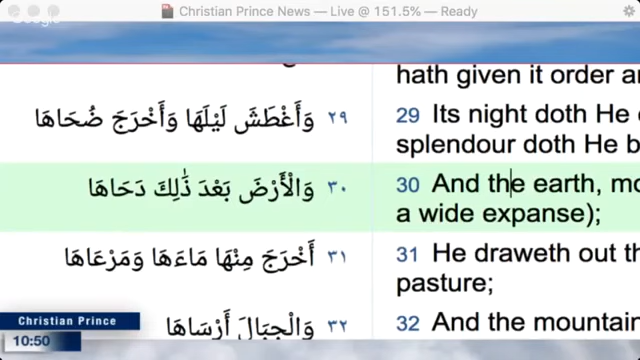 Christian Prince News — Live @ 151.5% — Ready
Google
hath given it order
وَأَغْطَشَ لَيْلَهَا وَأَخْرَجَ ضُحَاهَا ٢٩
29 Its night doth He
splendour doth He
وَالْأَرْضَ بَعْدَ ذَٰلِكَ دَحَاهَا ٣٠
30 And the earth,
a wide expanse);
أَخْرَجَ مِنْهَا مَاءَهَا وَمَرْعَاهَا ٣١
31 He draweth out
pasture;
وَالْجِبَالَ أَرْسَاهَا ٣٢
32 And the mountain
Christian Prince
10:50